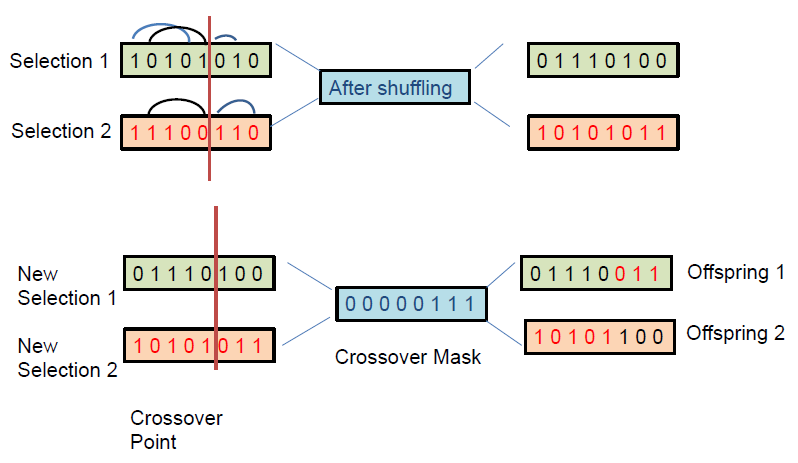 Selection 1
1 0 1 0 1 0 1 0
After shuffling
0 1 1 1 0 1 0 0
Selection 2
1 1 1 0 0 1 1 0
1 0 1 0 1 0 1 1
New
Selection 1
0 1 1 1 0 1 0 0
0 0 0 0 0 1 1 1
0 1 1 1 0 0 1 1
Offspring 1
New
Selection 2
1 0 1 0 1 0 1 1
Crossover Mask
1 0 1 0 1 1 0 0
Offspring 2
Crossover
Point